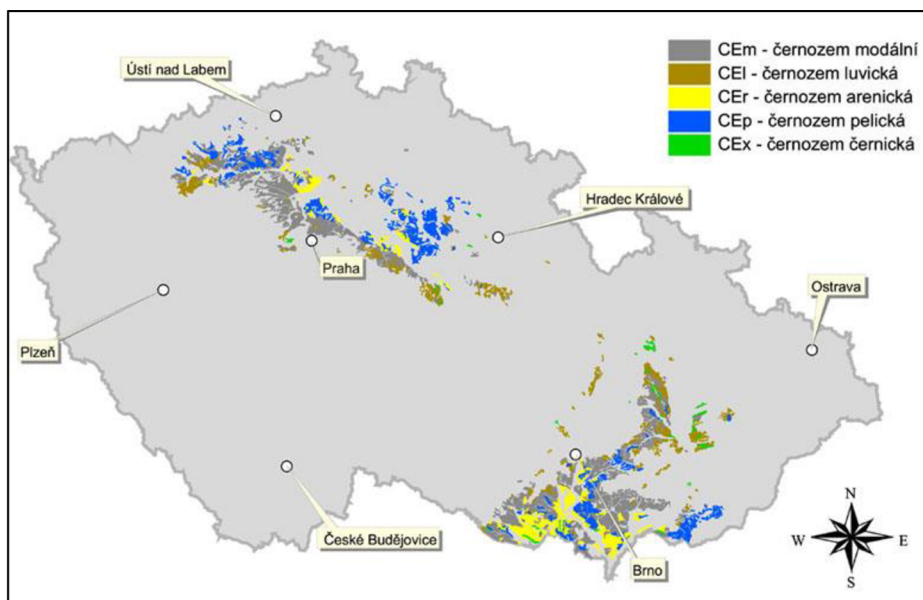 CEm - černozem modální
CEl - černozem luvická
CEr - černozem arenická
CEp - černozem pelická
CEx - černozem černická
Ústí nad Labem
Hradec Králové
Praha
Ostrava
Plzeň
České Budějovice
Brno
N
W E
S